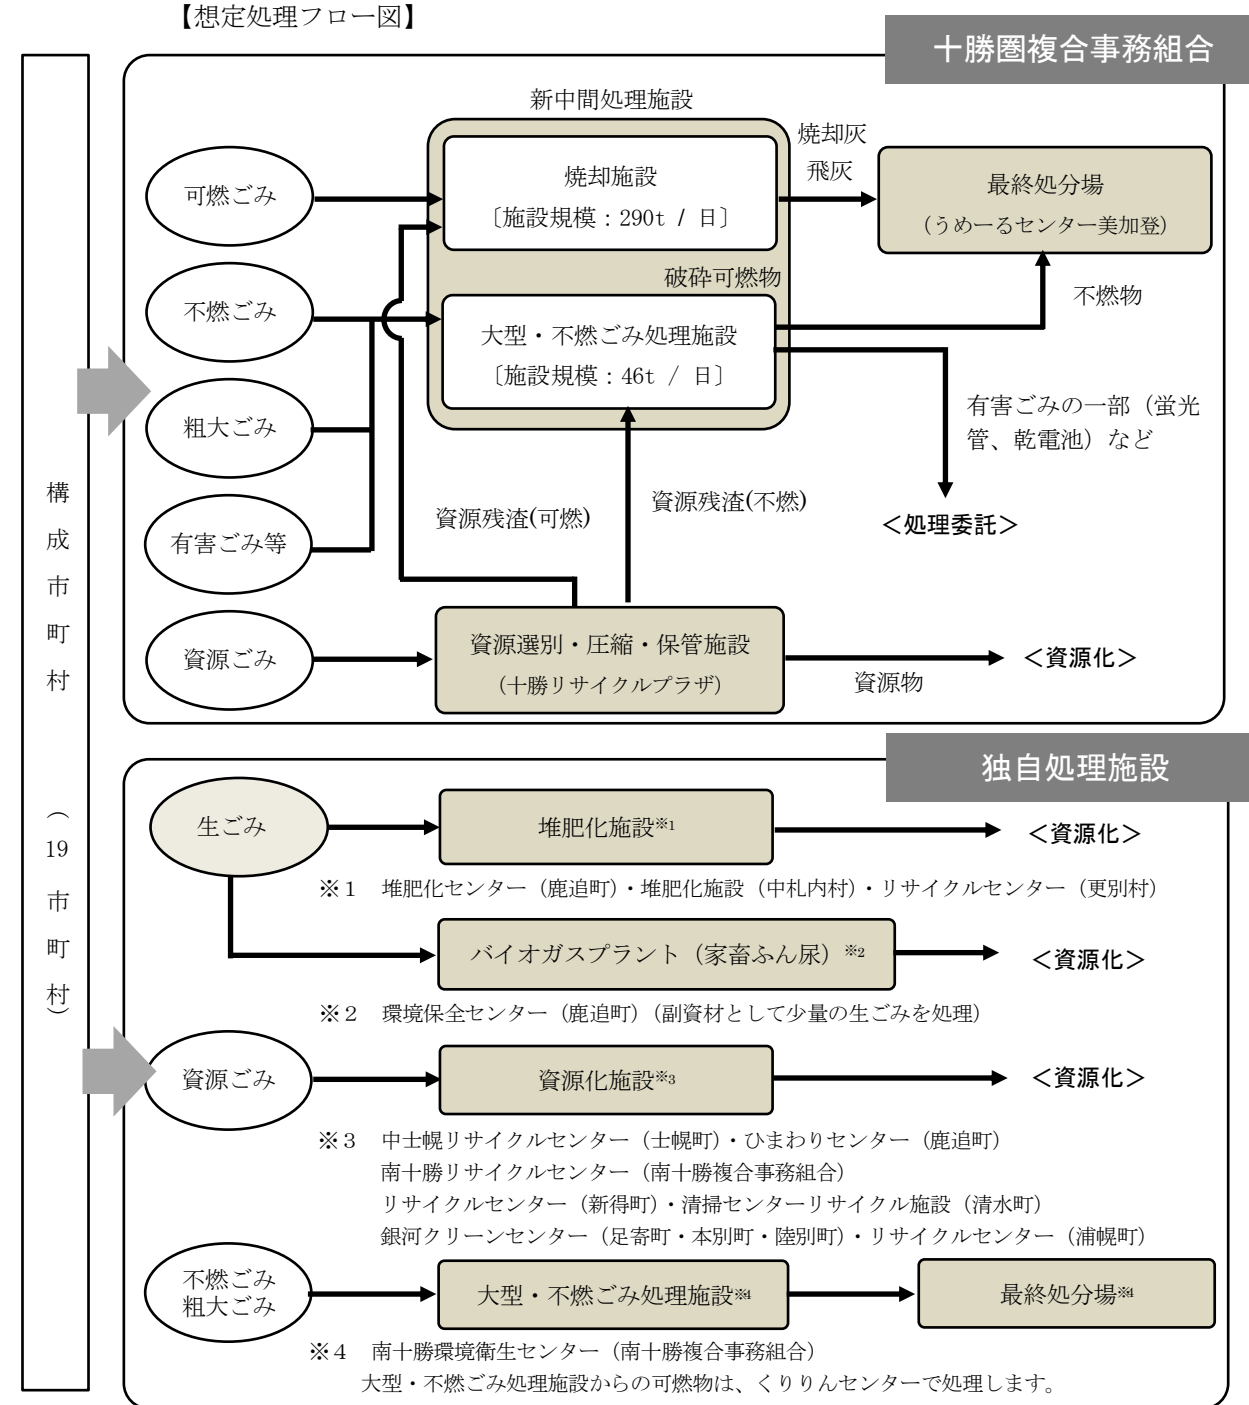 【想定処理フロー図】
十勝圏複合事務組合
構成市町村
（19市町村）
新中間処理施設
可燃ごみ
焼却施設
〔施設規模：290t / 日〕
焼却灰
飛灰
最終処分場
（うめーるセンター美加登）
不燃ごみ
破砕可燃物
大型・不燃ごみ処理施設
〔施設規模：46t / 日〕
不燃物
粗大ごみ
有害ごみの一部（蛍光
管、乾電池）など
有害ごみ等
資源残渣(可燃)
資源残渣(不燃)
＜処理委託＞
資源ごみ
資源選別・圧縮・保管施設
（十勝リサイクルプラザ）
資源物
＜資源化＞
独自処理施設
生ごみ
堆肥化施設※1
＜資源化＞
※１　堆肥化センター（鹿追町）・堆肥化施設（中札内村）・リサイクルセンター（更別村）
バイオガスプラント（家畜ふん尿）※2
＜資源化＞
※２　環境保全センター（鹿追町）（副資材として少量の生ごみを処理）
資源ごみ
資源化施設※3
＜資源化＞
※３　中士幌リサイクルセンター（士幌町）・ひまわりセンター（鹿追町）
南十勝リサイクルセンター（南十勝複合事務組合）
リサイクルセンター（新得町）・清掃センターリサイクル施設（清水町）
銀河クリーンセンター（足寄町・本別町・陸別町）・リサイクルセンター（浦幌町）
不燃ごみ
粗大ごみ
大型・不燃ごみ処理施設※4
最終処分場※4
※４　南十勝環境衛生センター（南十勝複合事務組合）
大型・不燃ごみ処理施設からの可燃物は、くりりんセンターで処理します。